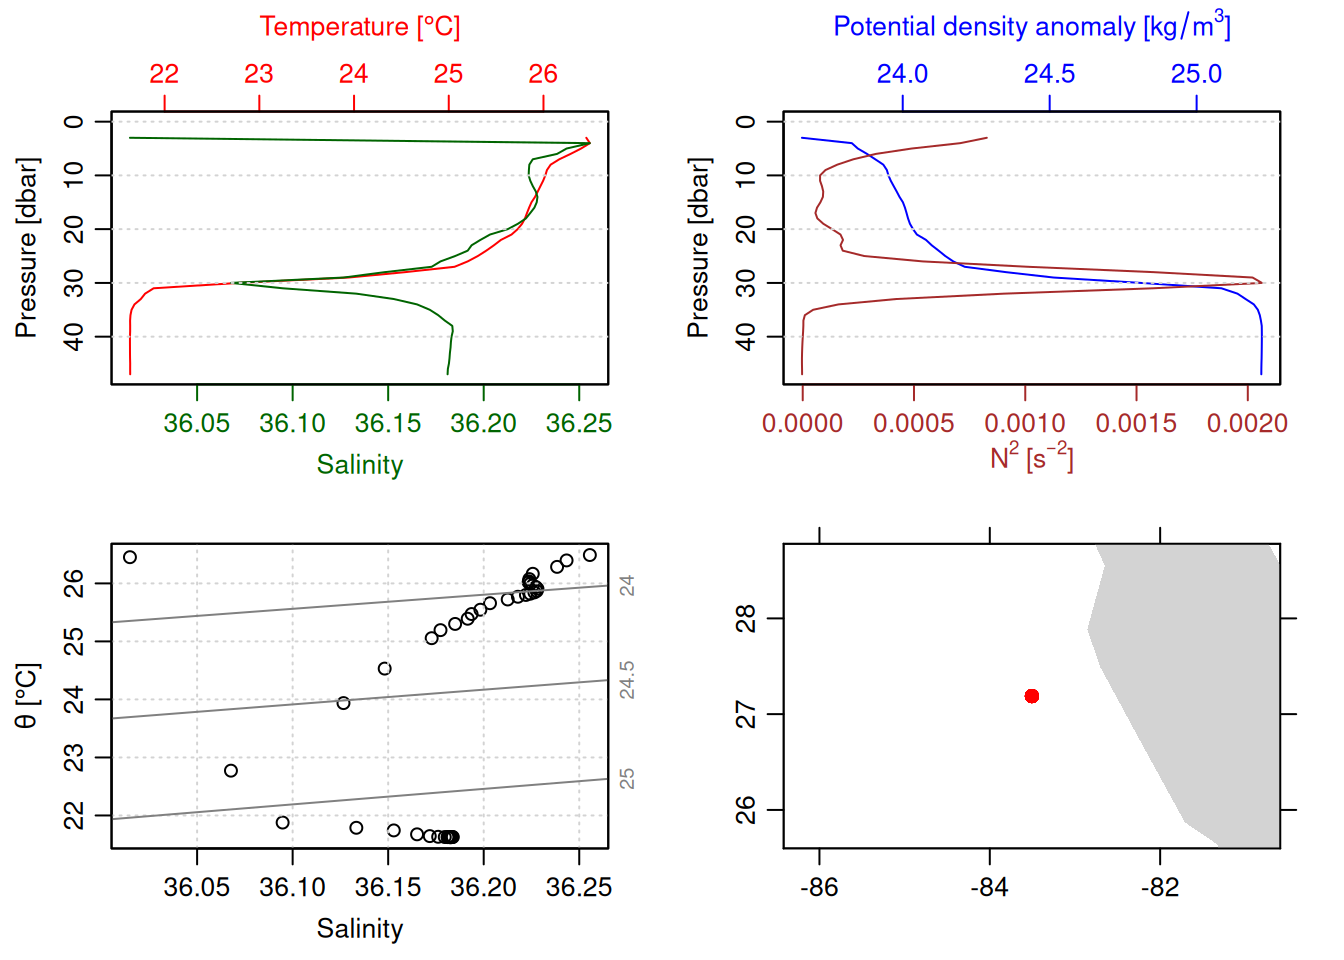 Temperature [°C]
22 23 24 25 26
0
10
20
30
40
Pressure [dbar]
36.05 36.10 36.15 36.20 36.25
Salinity
Potential density anomaly [kg/m³]
24.0 24.5 25.0
0
10
20
30
40
Pressure [dbar]
0.0000 0.0005 0.0010 0.0015 0.0020
N² [s⁻²]
26
25
24
23
22
θ [°C]
24
24.5
25
36.05 36.10 36.15 36.20 36.25
Salinity
28
27
26
-86 -84 -82